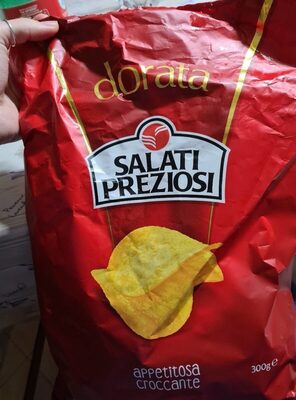 dorata
SALATI
PREZIOSI
appetitosa
croccante
300g e